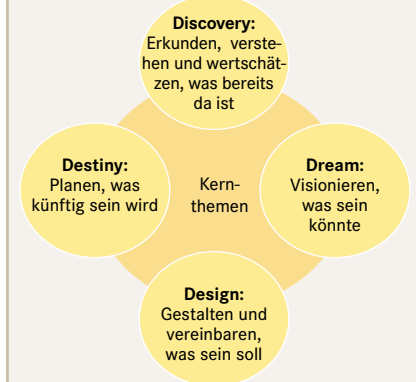 Discovery:
Erkunden, verste-
hen und wertschät-
zen, was bereits
da ist
Destiny:
Planen, was
künftig sein wird
Kern-
themen
Dream:
Visionieren,
was sein
könnte
Design:
Gestalten und
vereinbaren,
was sein soll